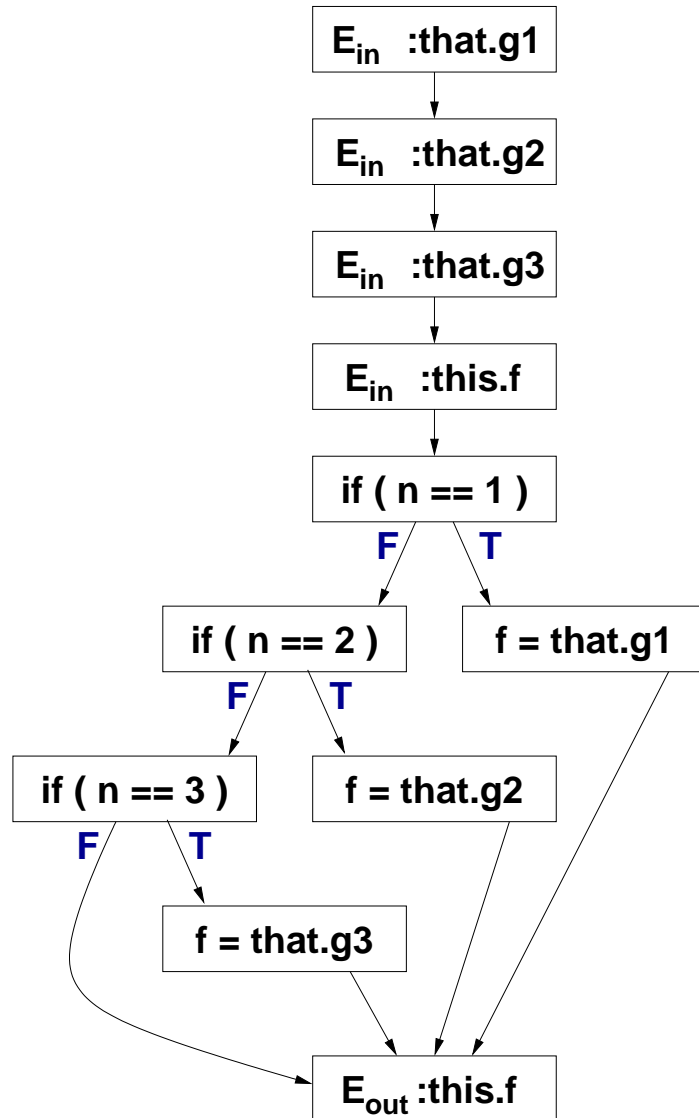 E_in :that.g1
E_in :that.g2
E_in :that.g3
E_in :this.f
if ( n == 1 )
F T
if ( n == 2 ) f = that.g1
F T
if ( n == 3 ) f = that.g2
F T
f = that.g3
E_out :this.f